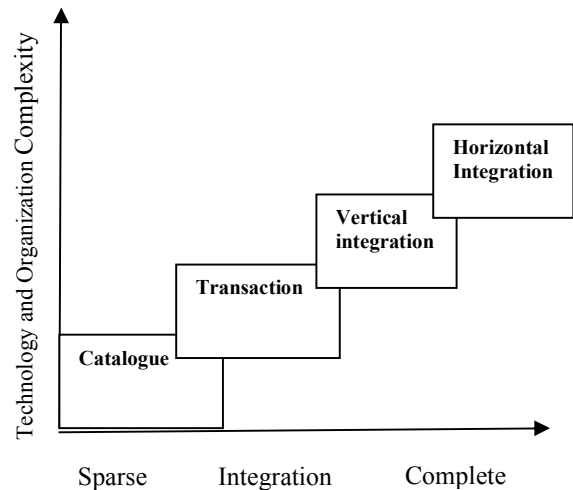 Technology and Organization Complexity
Horizontal
Integration
Vertical
integration
Transaction
Catalogue
Sparse Integration Complete